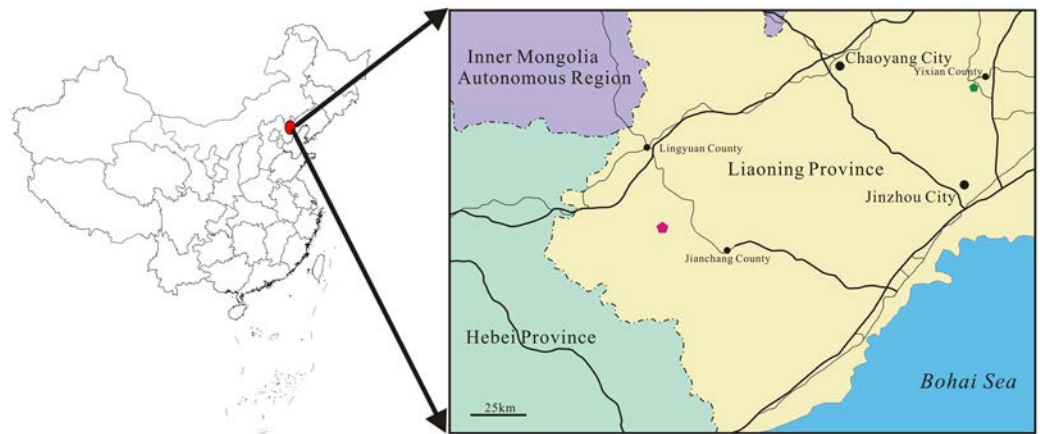 Inner Mongolia
Autonomous Region
Chaoyang City
Yixian County
Lingyuan County
Liaoning Province
Jinzhou City
Jianchang County
Hebei Province
Bohai Sea
25km